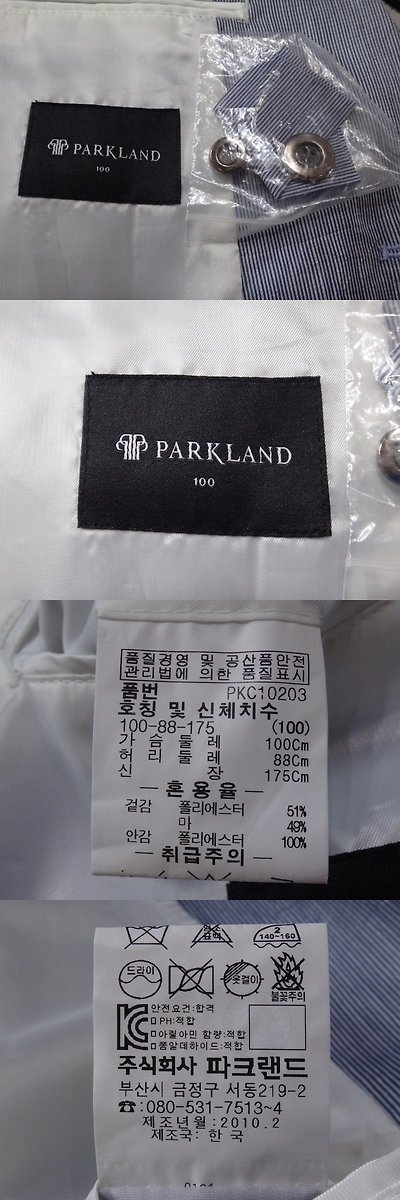 PARKLAND
100
PARKLAND
100
품질경영 및 공산품안전
관리법에 의한 품질표시
품번 PKC10203
호칭 및 신체치수
100-88-175 (100)
가 슴 둘 레 100Cm
허 리 둘 레 88Cm
신 장 175Cm
— 혼용율 —
겉감 폴리에스터 51%
마 49%
안감 폴리에스터 100%
— 취급주의 —
2
140~160
드라이
옷걸이
불꽃주의
안전요건:합격
PH:적합
아릴아민 함량:적합
폼알데하이드:적합
주식회사 파크랜드
부산시 금정구 서동219-2
☎:080-531-7513~4
제조년월:2010.2
제조국: 한 국